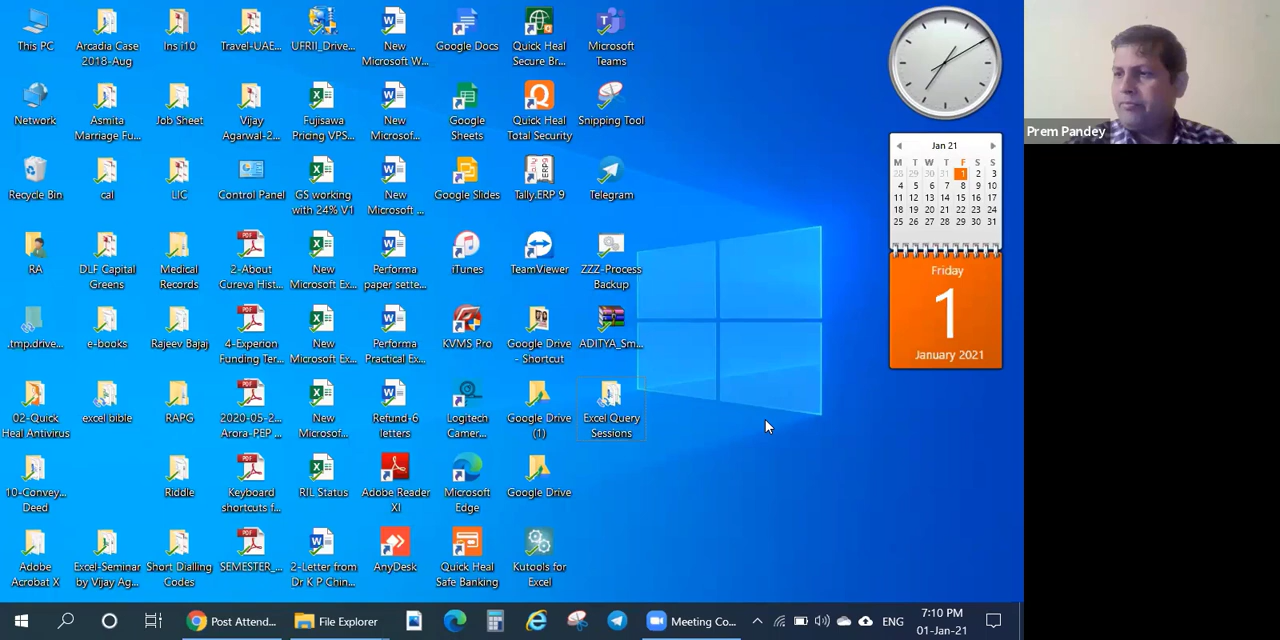 This PC
Arcadia Case
2018-Aug
Ins i10
Travel-UAE...
UFRII_Drive...
New
Microsoft W...
Google Docs
Quick Heal
Secure Br...
Microsoft
Teams
Network
Asmita
Marriage Fu...
Job Sheet
Vijay
Agarwal-2...
Fujisawa
Pricing VPS...
New
Microsof...
Google
Sheets
Quick Heal
Total Security
Snipping Tool
Recycle Bin
cal
LIC
Control Panel
GS working
with 24% V1
New
Microsof ...
Google Slides
Tally.ERP 9
Telegram
RA
DLF Capital
Greens
Medical
Records
2-About
Cureva Hist...
New
Microsoft Ex...
Performa
paper sette...
iTunes
TeamViewer
ZZZ-Process
Backup
.tmp.drive...
e-books
Rajeev Bajaj
4-Experion
Funding Ter...
New
Microsoft Ex...
Performa
Practical Ex...
KVMS Pro
Google Drive
- Shortcut
ADITYA_Sm...
02-Quick
Heal Antivirus
excel bible
RAPG
2020-05-2...
Arora-PEP ...
New
Microsof...
Refund-6
letters
Logitech
Camer...
Google Drive
(1)
Excel Query
Sessions
10-Convey...
Deed
Riddle
Keyboard
shortcuts f...
RIL Status
Adobe Reader
XI
Microsoft
Edge
Google Drive
Adobe
Acrobat X
Excel-Seminar
by Vijay Ag...
Short Dialling
Codes
SEMESTER_...
2-Letter from
Dr K P Chin...
AnyDesk
Quick Heal
Safe Banking
Kutools for
Excel
Jan 21
M T W T F S S
28 29 30 31 1 2 3
4 5 6 7 8 9 10
11 12 13 14 15 16 17
18 19 20 21 22 23 24
25 26 27 28 29 30 31
Friday
1
January 2021
Prem Pandey
Post Attend...
File Explorer
Meeting Co...
ENG
7:10 PM
01-Jan-21